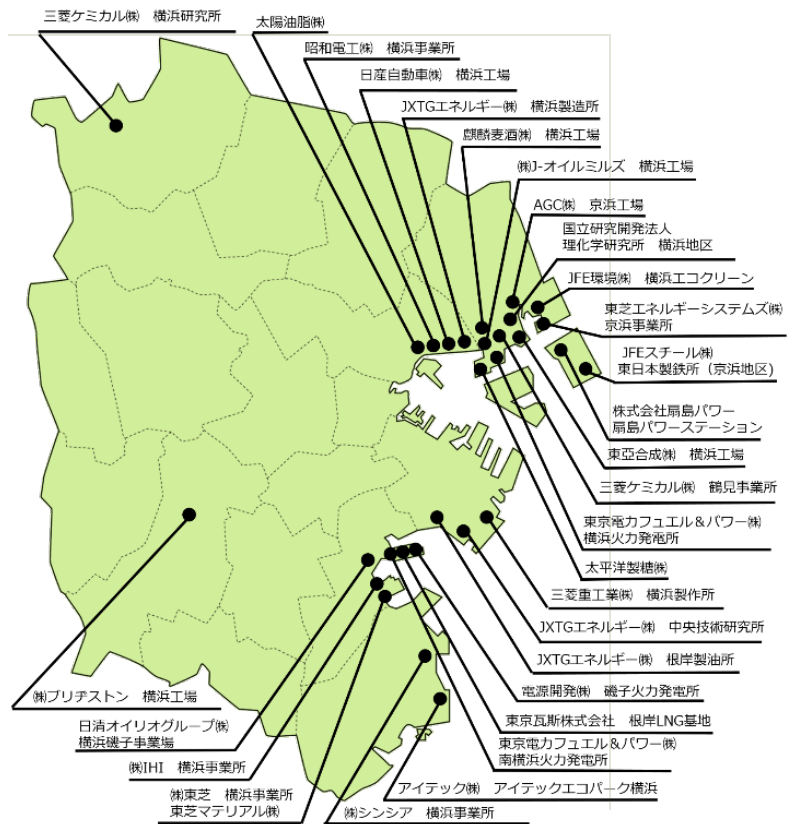 三菱ケミカル㈱　横浜研究所
太陽油脂㈱
昭和電工㈱　横浜事業所
日産自動車㈱　横浜工場
JXTGエネルギー㈱　横浜製造所
麒麟麦酒㈱　横浜工場
㈱J-オイルミルズ　横浜工場
AGC㈱　京浜工場
国立研究開発法人
理化学研究所　横浜地区
JFE環境㈱　横浜エコクリーン
東芝エネルギーシステムズ㈱
京浜事業所
JFEスチール㈱
東日本製鉄所（京浜地区）
株式会社扇島パワー
扇島パワーステーション
東亞合成㈱　横浜工場
三菱ケミカル㈱　鶴見事業所
東京電力フュエル＆パワー㈱
横浜火力発電所
太平洋製糖㈱
三菱重工業㈱　横浜製作所
JXTGエネルギー㈱　中央技術研究所
JXTGエネルギー㈱　根岸製油所
電源開発㈱　磯子火力発電所
東京瓦斯株式会社　根岸LNG基地
東京電力フュエル＆パワー㈱
南横浜火力発電所
アイテック㈱　アイテックエコパーク横浜
㈱シンシア　横浜事業所
㈱東芝　横浜事業所
東芝マテリアル㈱
㈱IHI　横浜事業所
日清オイリオグループ㈱
横浜磯子事業場
㈱ブリヂストン　横浜工場